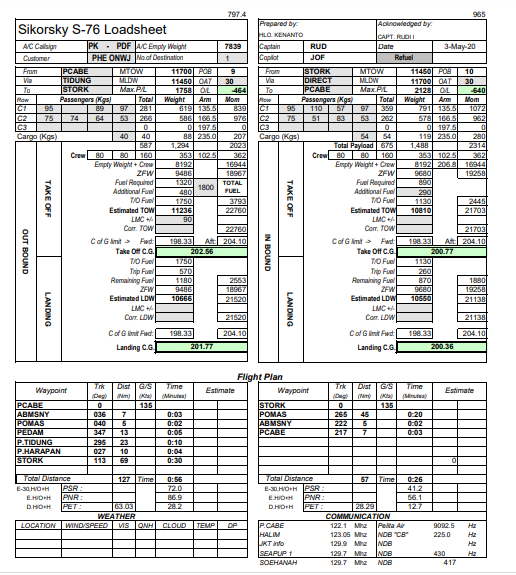 797.4 965
Sikorsky S-76 Loadsheet
Prepared by: Acknowledged by:
HLO. KENANTO CAPT. RUDI I
A/C Callsign PK - PDF A/C Empty Weight 7839
Captain RUD Date 3-May-20
Customer PHE ONWJ No.of Destination 1
Copilot JOF Refuel
From PCABE MTOW 11700 POB 9
Via TIDUNG MLDW 11450 OAT 30
To STORK Max.P/L 1758 O/L -464
Row Passengers (Kgs) Total Weight Arm Mom
C1 95 89 97 281 619 135.5 839
C2 75 74 64 53 266 586 166.5 976
C3 0 197.5 0
Cargo (Kgs) 40 40 88 235.0 207
587 1,294 2023
Crew 80 80 160 353 102.5 362
Empty Weight + Crew 8192 16944
ZFW 9486 18967
Fuel Required 1320 1800 TOTAL FUEL
Additional Fuel 480
T/O Fuel 1750 3793
Estimated TOW 11236 22760
LMC +/- 90
Corr. TOW 22760
C of G limit -> Fwd: 198.33 Aft: 204.10
Take Off C.G. 202.56
T/O Fuel 1750
Trip Fuel 570
Remaining Fuel 1180 2553
ZFW 9486 18967
Estimated LDW 10666 21520
LMC +/-
Corr. LDW 21520
C of G limit Fwd: 198.33 204.10
Landing C.G. 201.77
OUT BOUND
TAKE OFF
LANDING
From STORK MTOW 11450 POB 10
Via DIRECT MLDW 11700 OAT 30
To PCABE Max.P/L 2128 O/L -640
Row Passengers (Kgs) Total Weight Arm Mom
C1 95 110 57 97 359 791 135.5 1072
C2 51 75 83 53 262 578 166.5 962
C3 0 197.5 0
Cargo (Kgs) 54 54 119 235.0 280
Total Payload 675 1,488 2314
Crew 80 80 160 353 102.5 362
Empty Weight + Crew 8192 206.8 16944
ZFW 9680 19258
Fuel Required 890
Additional Fuel 290
T/O Fuel 1130 2445
Estimated TOW 10810 21703
LMC +/-
Corr. TOW 21703
C of G limit -> Fwd: 198.33 Aft: 204.10
Take Off C.G. 200.77
T/O Fuel 1130
Trip Fuel 260
Remaining Fuel 870 1880
ZFW 9680 19258
Estimated LDW 10550 21138
LMC +/-
Corr. LDW 21138
C of G limit Fwd: 198.33 204.10
Landing C.G. 200.36
IN BOUND
TAKE OFF
LANDING
Flight Plan
Waypoint Trk (Deg) Dist (Nm) G/S (Kts) Time (Minutes) Estimate
PCABE 0 135
ABMSNY 036 7 0:03
POMAS 040 5 0:02
PEDAM 347 13 0:05
P.TIDUNG 295 23 0:10
P.HARAPAN 027 10 0:04
STORK 113 69 0:30
Total Distance 127 Time 0:56
E-30,H/O+H PSR : 72.0
E.H/O+H PNR : 86.9
D.H/O+H PET : 63.03 28.2
WEATHER
LOCATION WIND/SPEED VIS QNH CLOUD TEMP DP
Waypoint Trk (Deg) Dist (Nm) G/S (Kts) Time (Minutes) Estimate
STORK 0 135
POMAS 265 45 0:20
ABMSNY 222 5 0:02
PCABE 217 7 0:03
0
Total Distance 57 Time 0:26
E-30,H/O+H PSR : 41.2
E.H/O+H PNR : 56.1
D.H/O+H PET : 28.29 12.7
COMMUNICATION
P.CABE 122.1 Mhz Pelita Air 9092.5 Hz
HALIM 123.05 Mhz NDB "CB" 225.0 Hz
JKT info 129.9 Mhz NDB Hz
SEAPUP 1 129.7 Mhz NDB 430 Hz
SOEHANAH 129.7 Mhz NDB 417